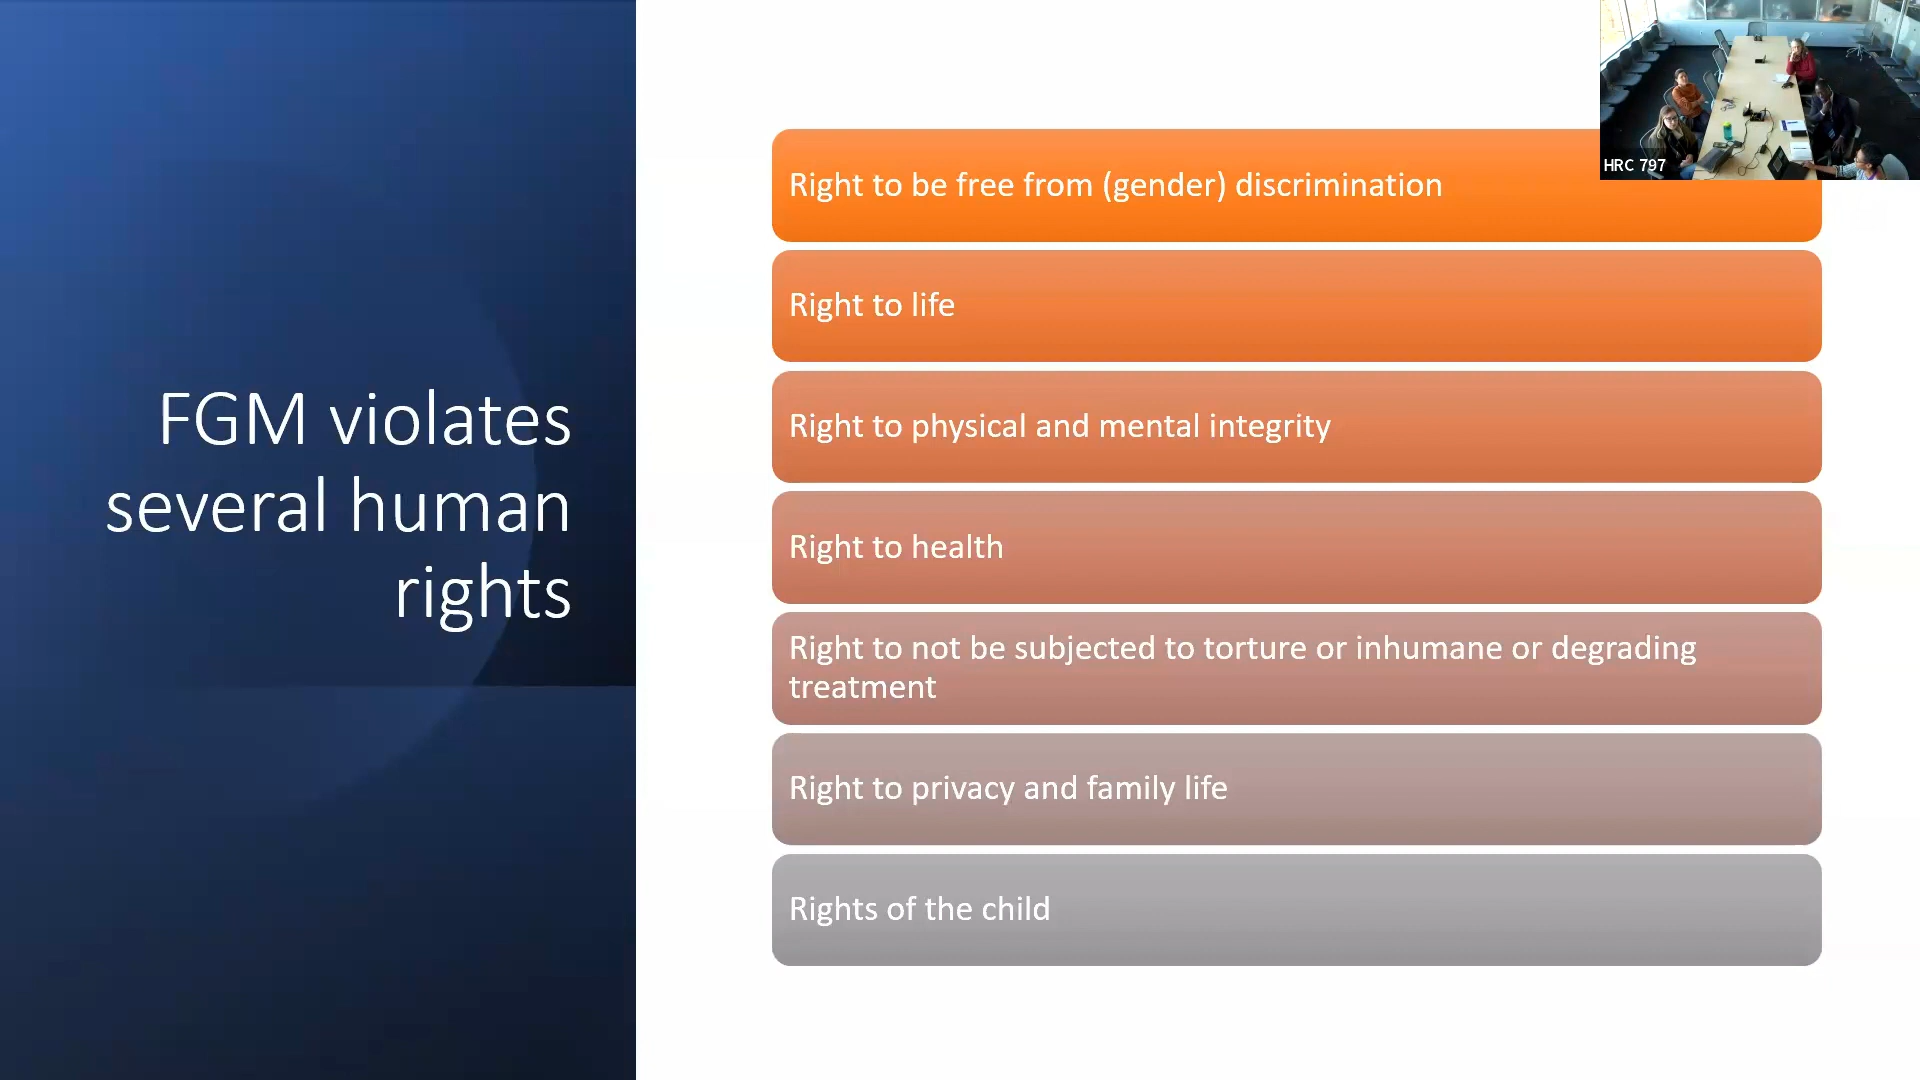 FGM violates
several human
rights
Right to be free from (gender) discrimination
Right to life
Right to physical and mental integrity
Right to health
Right to not be subjected to torture or inhumane or degrading
treatment
Right to privacy and family life
Rights of the child
HRC 797